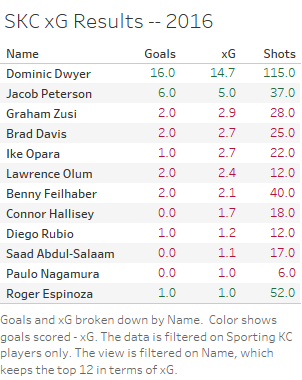 SKC xG Results -- 2016
Name Goals xG Shots
Dominic Dwyer 16.0 14.7 115.0
Jacob Peterson 6.0 5.0 37.0
Graham Zusi 2.0 2.9 28.0
Brad Davis 2.0 2.7 25.0
Ike Opara 1.0 2.7 22.0
Lawrence Olum 2.0 2.4 12.0
Benny Feilhaber 2.0 2.1 40.0
Connor Hallisey 0.0 1.7 18.0
Diego Rubio 1.0 1.2 12.0
Saad Abdul-Salaam 0.0 1.1 17.0
Paulo Nagamura 0.0 1.0 6.0
Roger Espinoza 1.0 1.0 52.0
Goals and xG broken down by Name. Color shows
goals scored - xG. The data is filtered on Sporting KC
players only. The view is filtered on Name, which
keeps the top 12 in terms of xG.